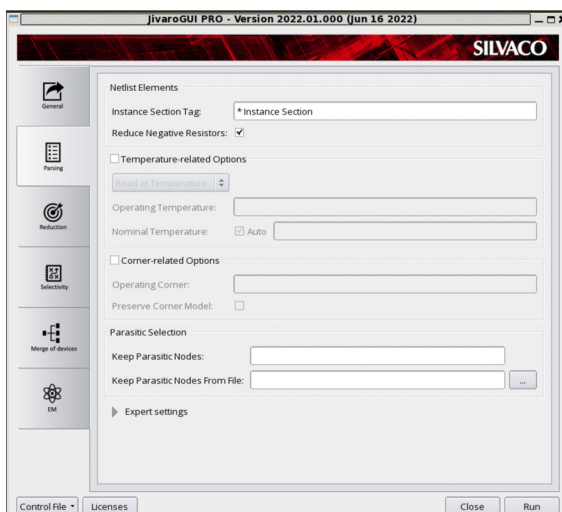 JivaroGUI PRO - Version 2022.01.000 (Jun 16 2022)
SILVACO
General
Parsing
Reduction
Selectivity
Merge of devices
EM
Netlist Elements
Instance Section Tag: * Instance Section
Reduce Negative Resistors:
Temperature-related Options
Read at Temperature
Operating Temperature:
Nominal Temperature: Auto
Corner-related Options
Operating Corner:
Preserve Corner Model:
Parasitic Selection
Keep Parasitic Nodes:
Keep Parasitic Nodes From File: ...
Expert settings
Control File Licenses Close Run